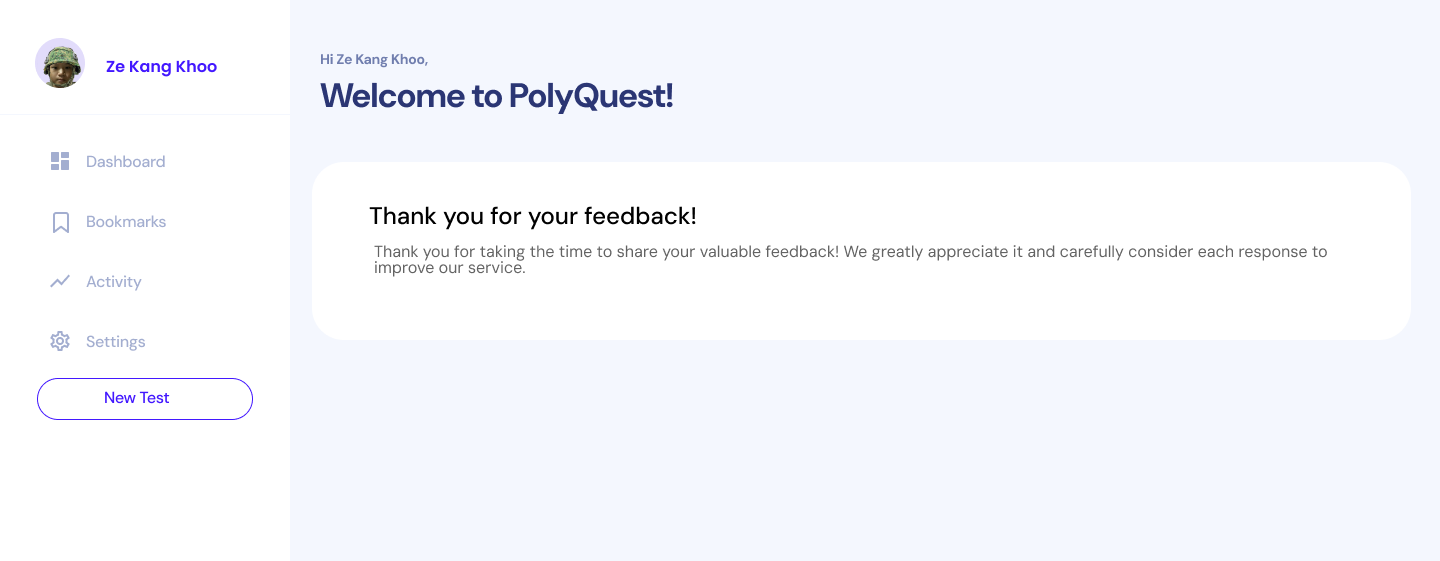 Ze Kang Khoo
Dashboard
Bookmarks
Activity
Settings
New Test
Hi Ze Kang Khoo,
Welcome to PolyQuest!
Thank you for your feedback!
Thank you for taking the time to share your valuable feedback! We greatly appreciate it and carefully consider each response to
improve our service.